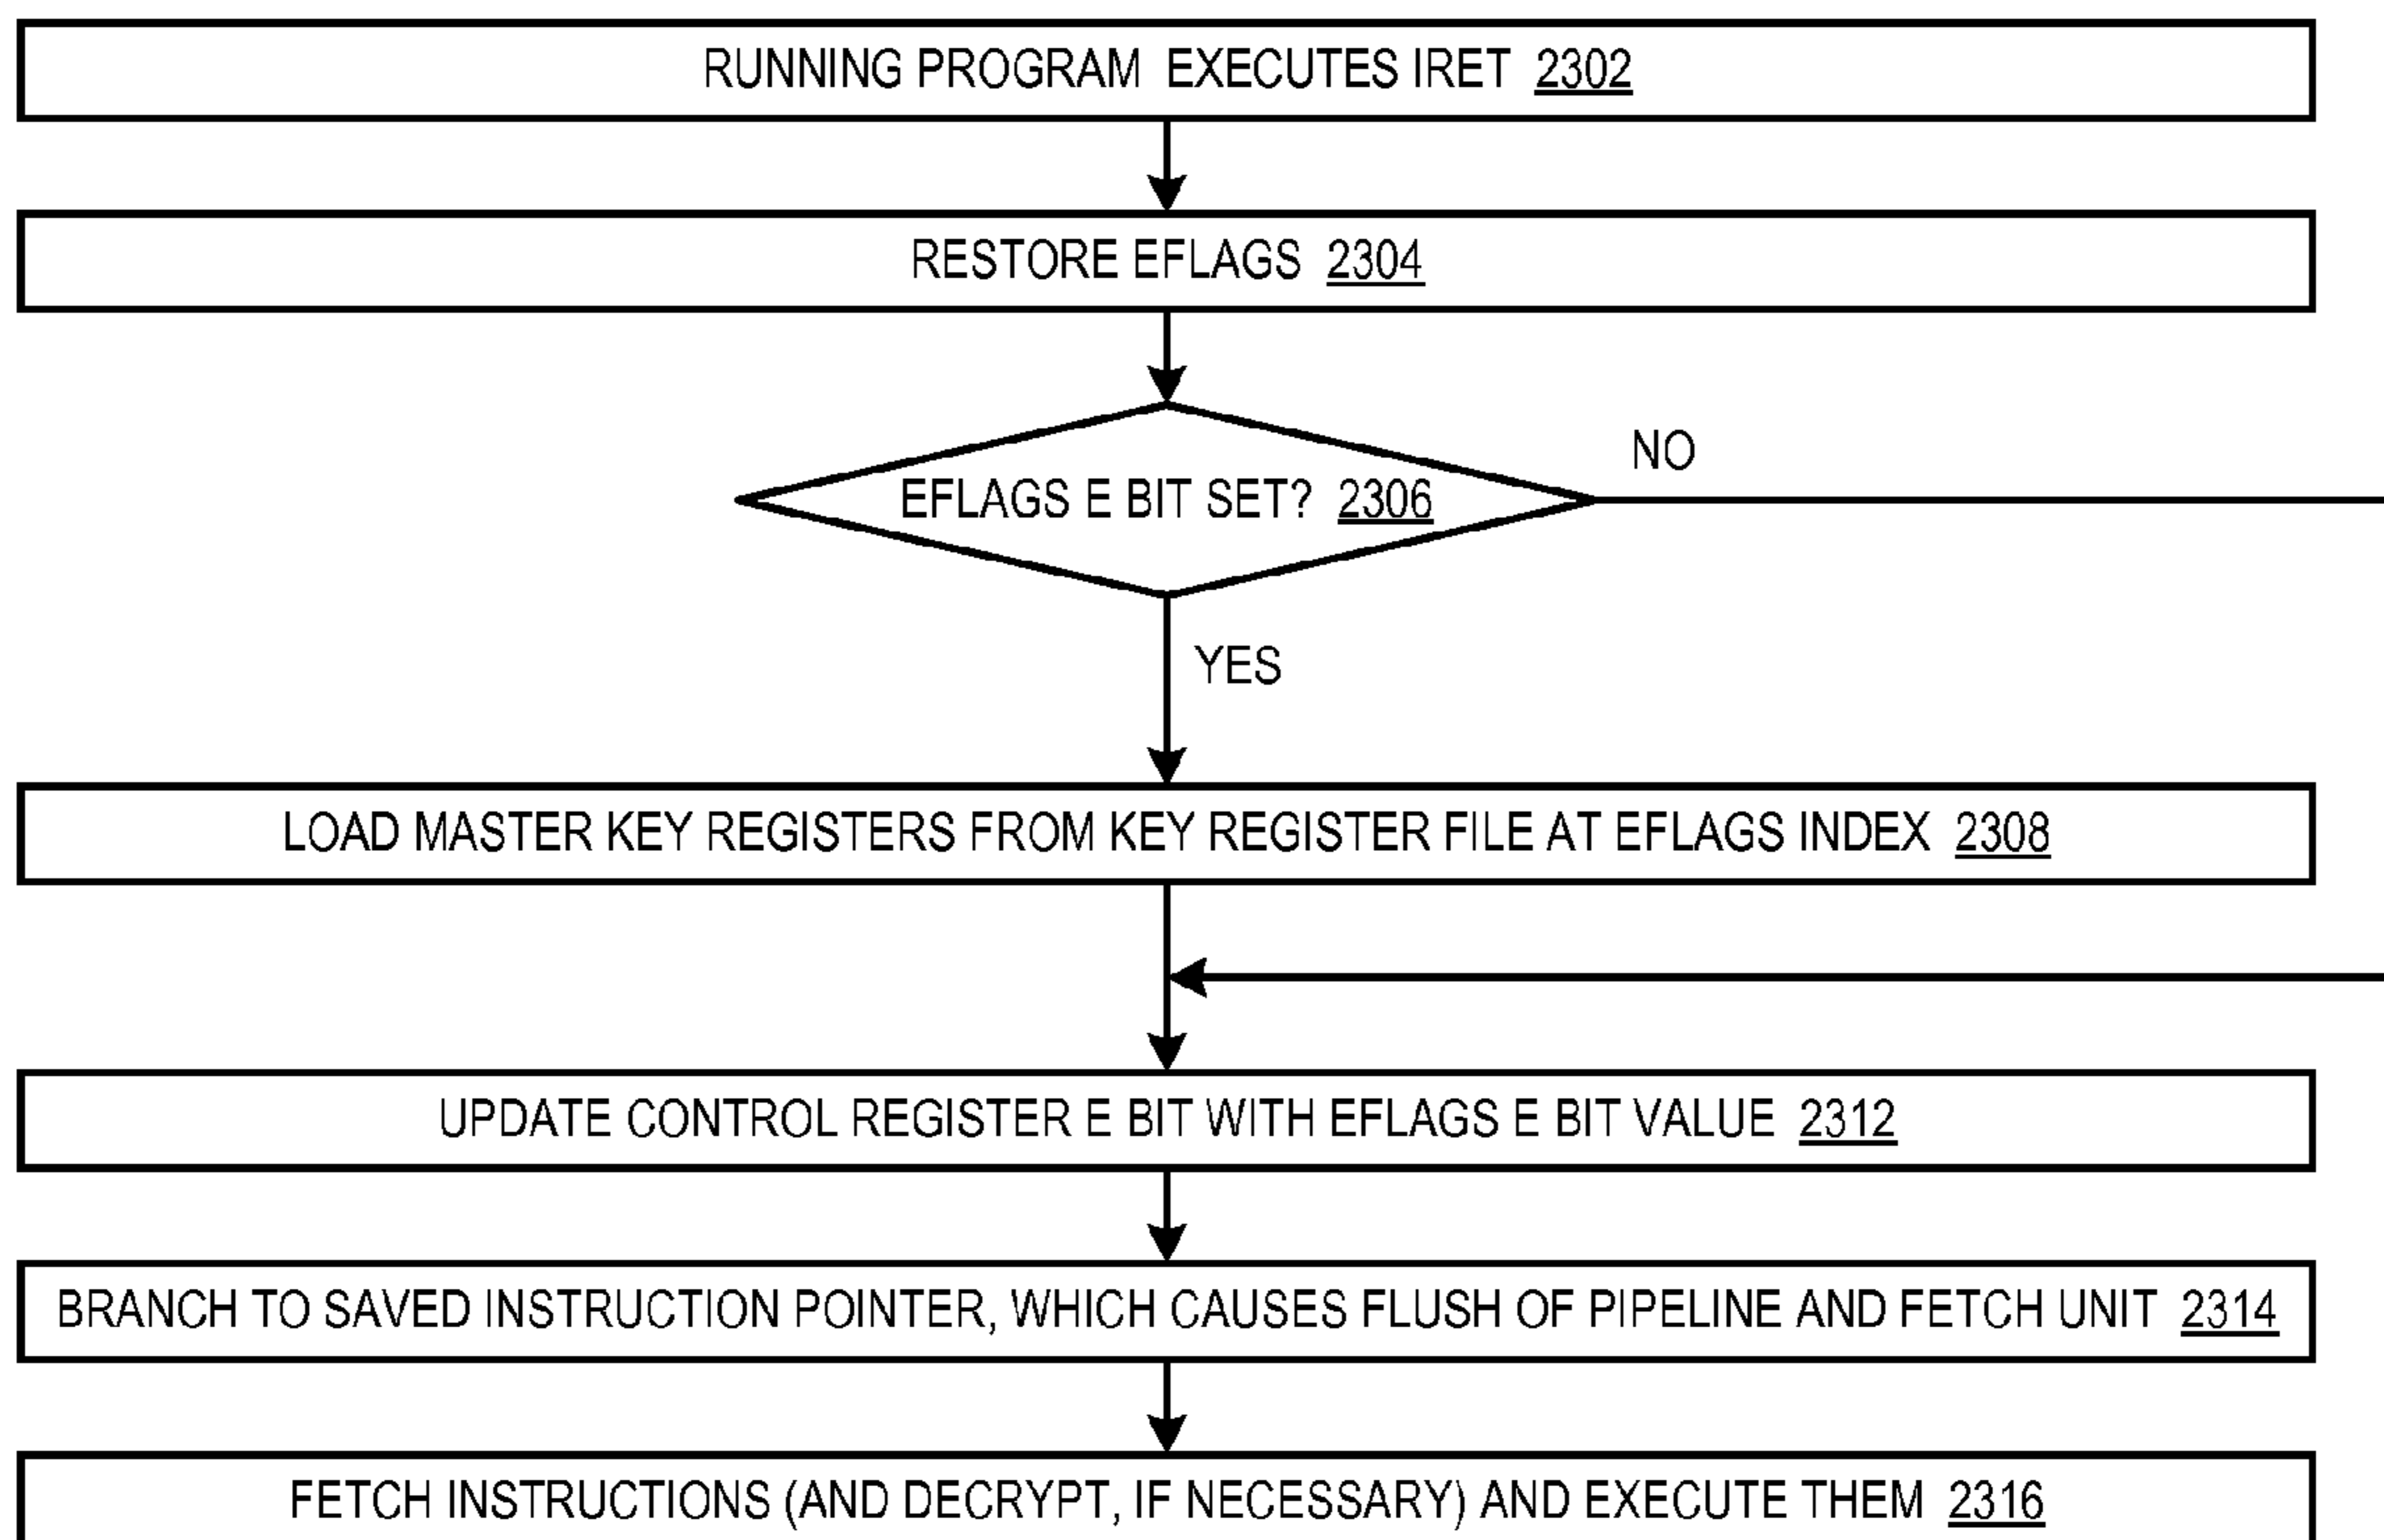 RUNNING PROGRAM EXECUTES IRET 2302
RESTORE EFLAGS 2304
NO
EFLAGS E BIT SET? 2306
YES
LOAD MASTER KEY REGISTERS FROM KEY REGISTER FILE AT EFLAGS INDEX 2308
UPDATE CONTROL REGISTER E BIT WITH EFLAGS E BIT VALUE 2312
BRANCH TO SAVED INSTRUCTION POINTER, WHICH CAUSES FLUSH OF PIPELINE AND FETCH UNIT 2314
FETCH INSTRUCTIONS (AND DECRYPT, IF NECESSARY) AND EXECUTE THEM 2316